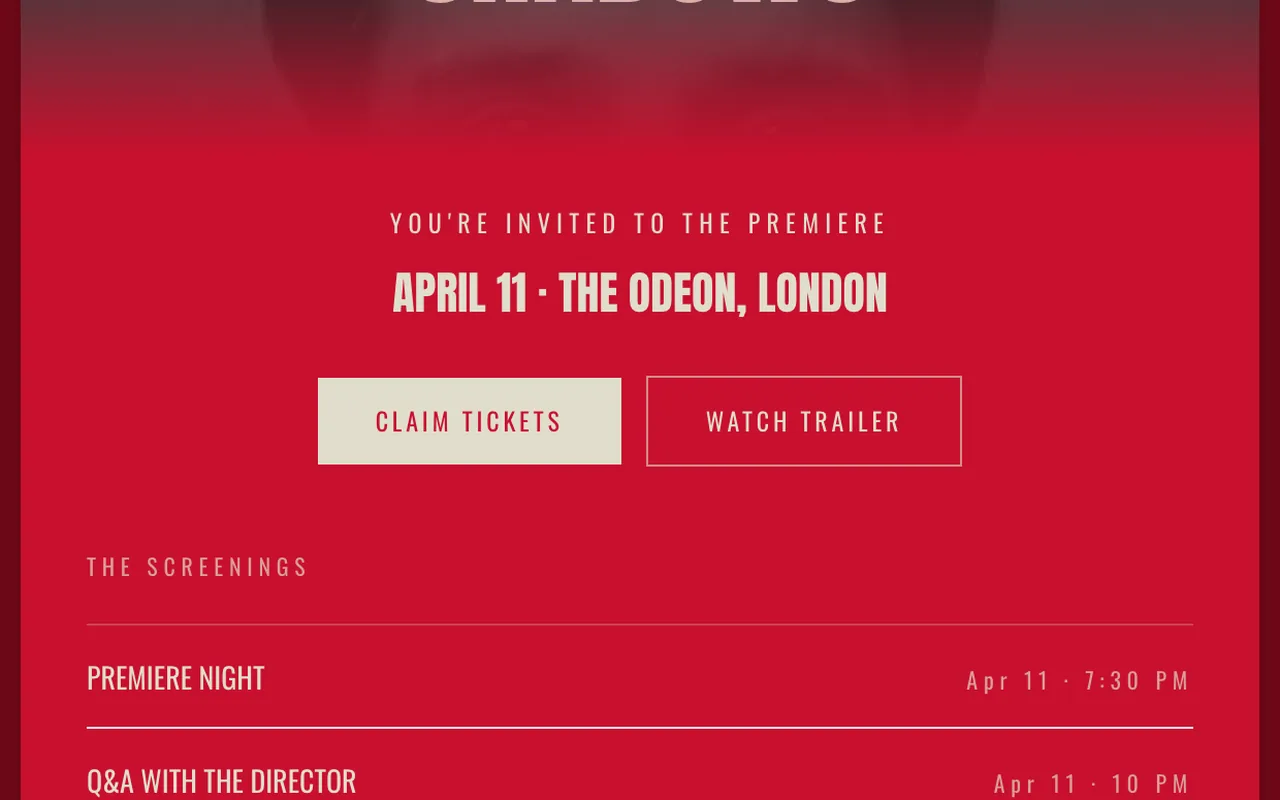 YOU'RE INVITED TO THE PREMIERE
APRIL 11 · THE ODEON, LONDON
CLAIM TICKETS
WATCH TRAILER
THE SCREENINGS
PREMIERE NIGHT
Apr 11 · 7:30 PM
Q&A WITH THE DIRECTOR
Apr 11 · 10 PM